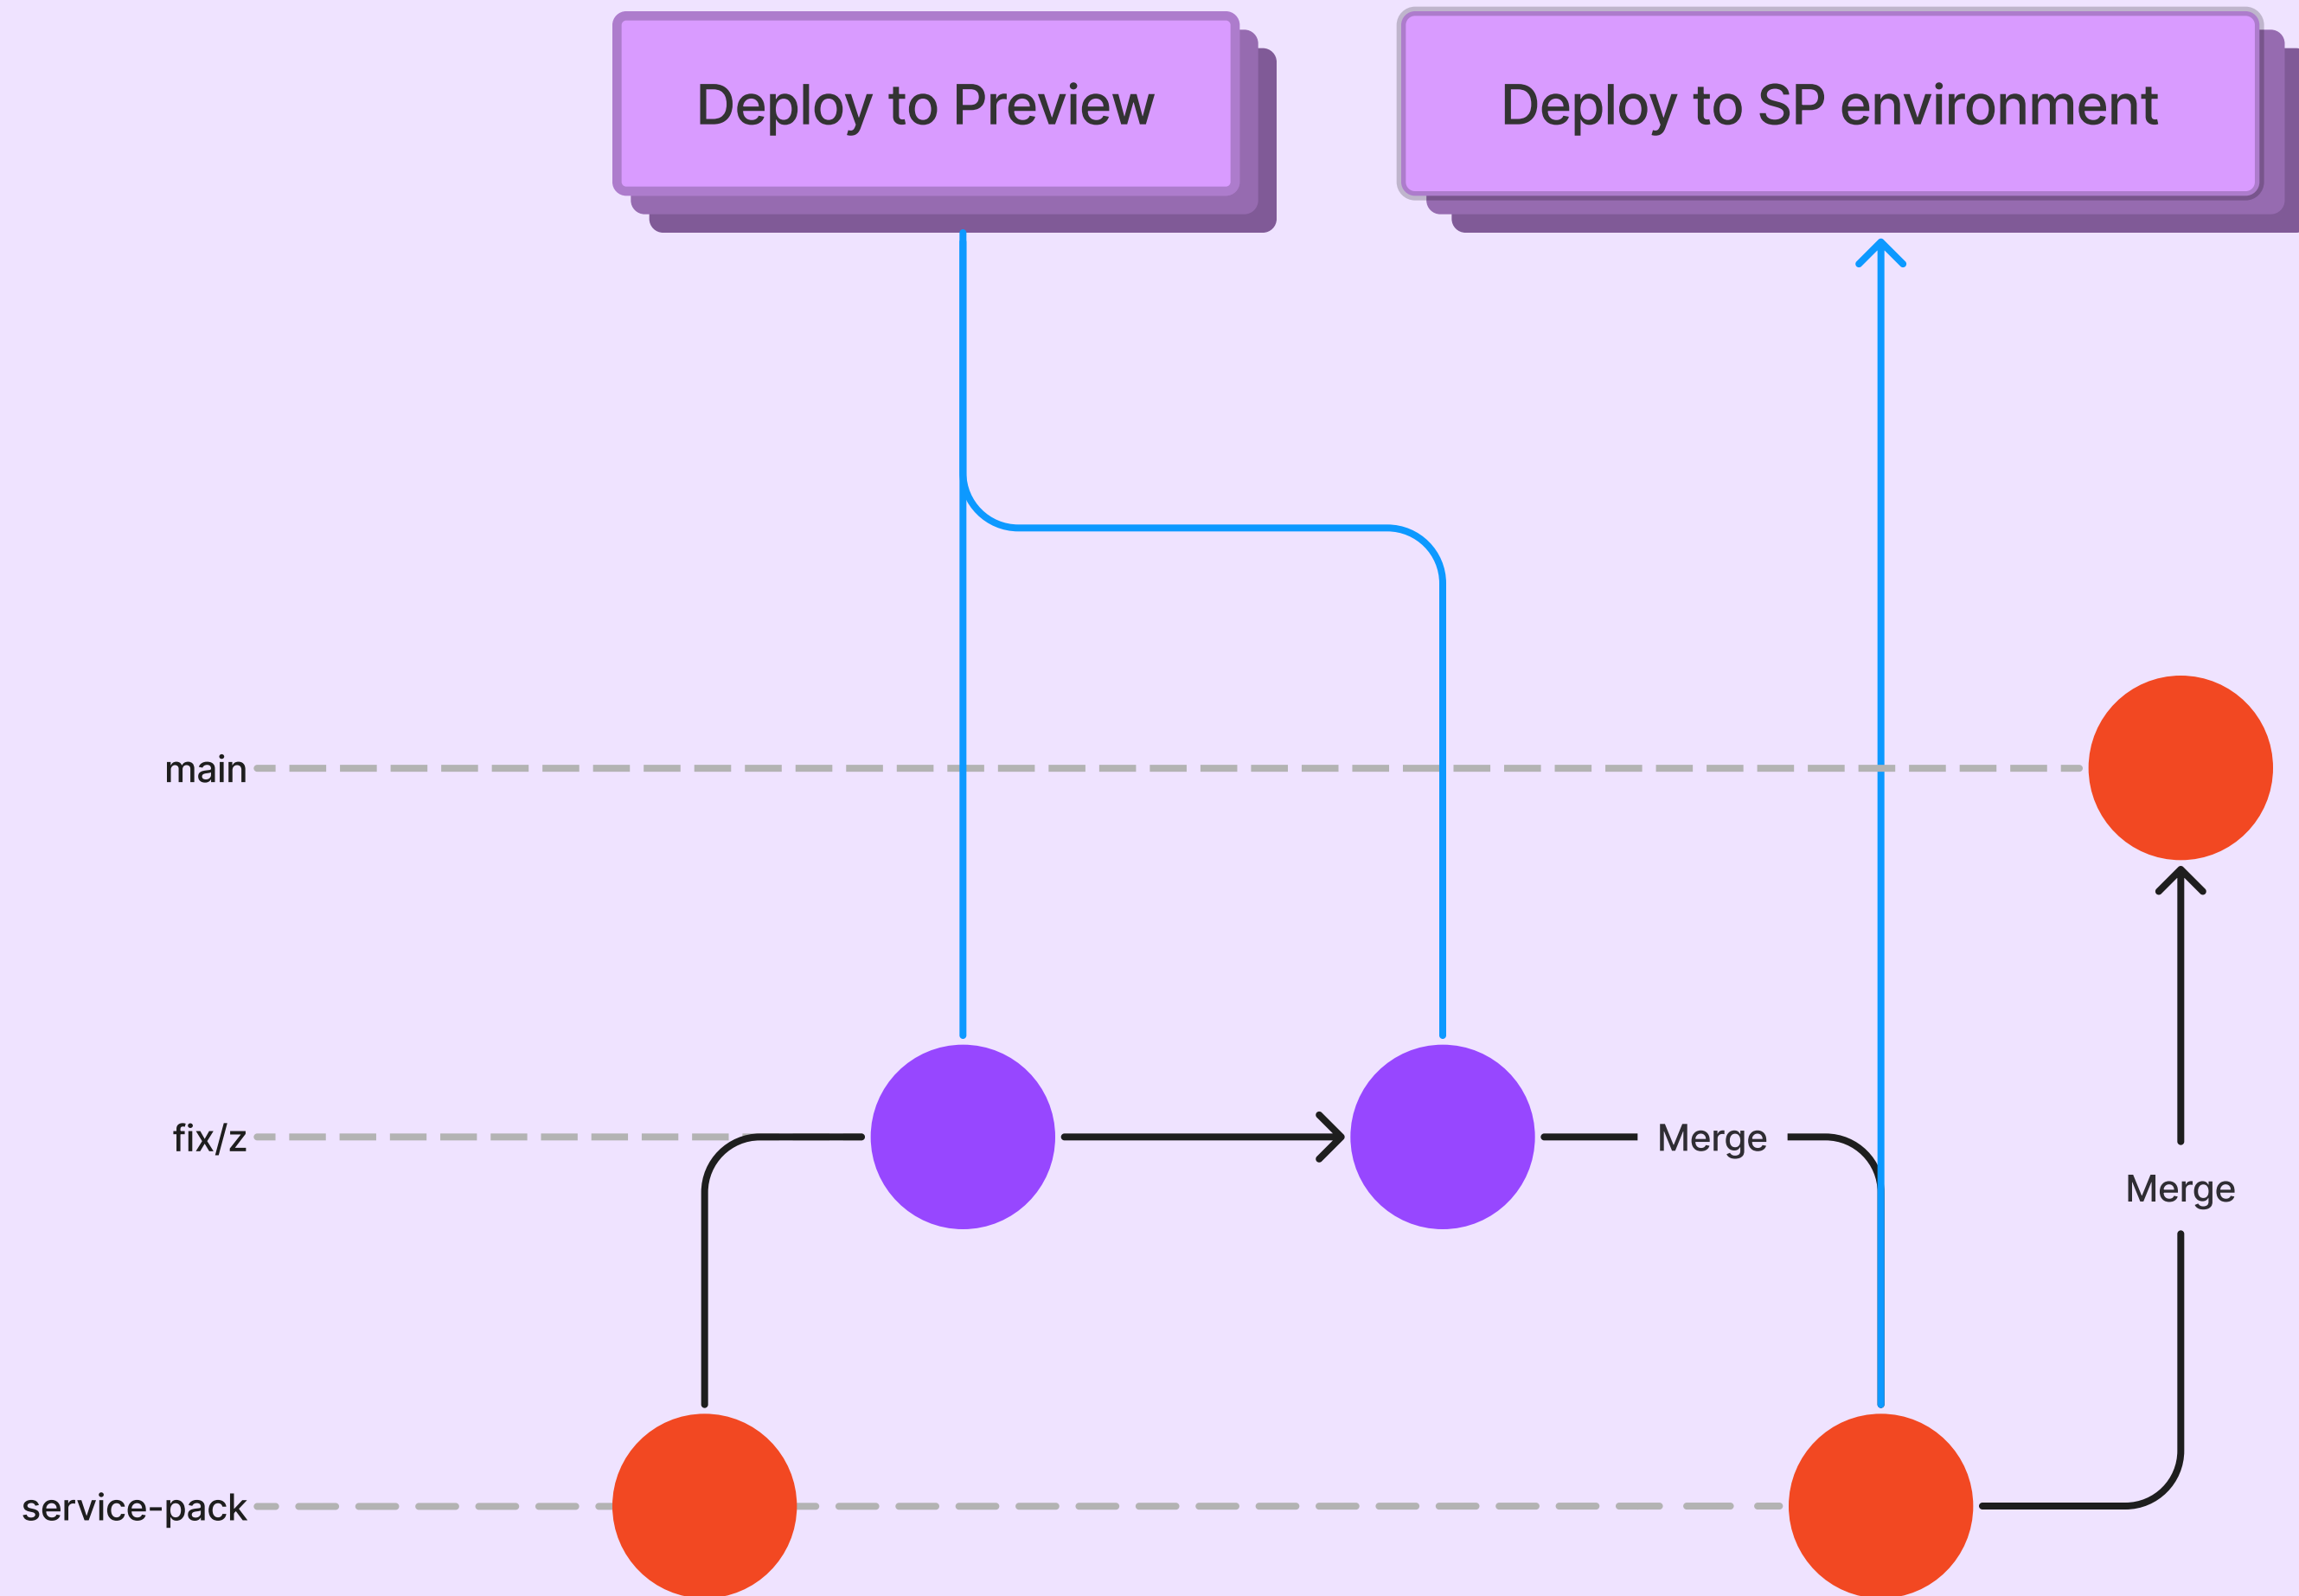 Deploy to Preview
Deploy to SP environment
main
fix/z
Merge
Merge
service-pack